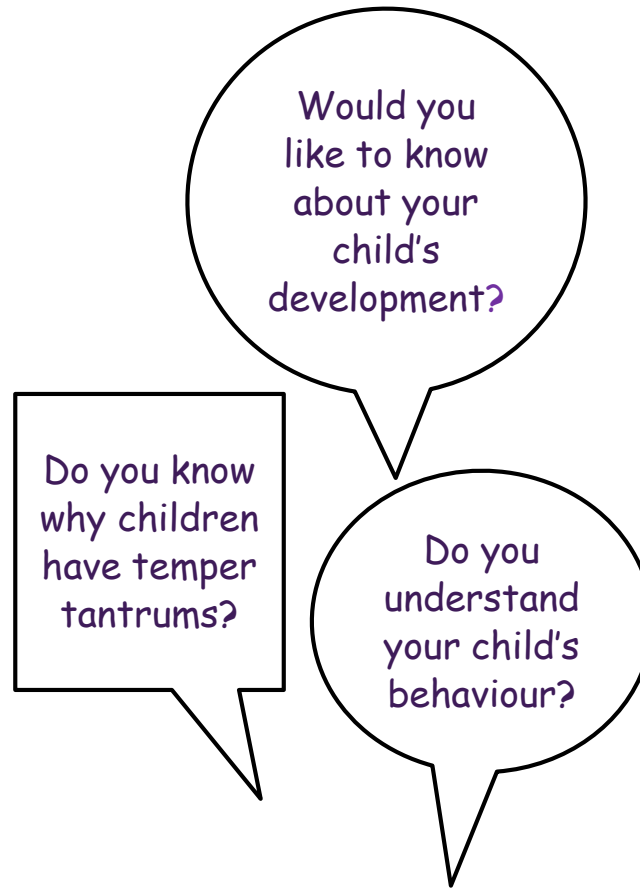 Would you
like to know
about your
child's
development?
Do you know
why children
have temper
tantrums?
Do you
understand
your child's
behaviour?